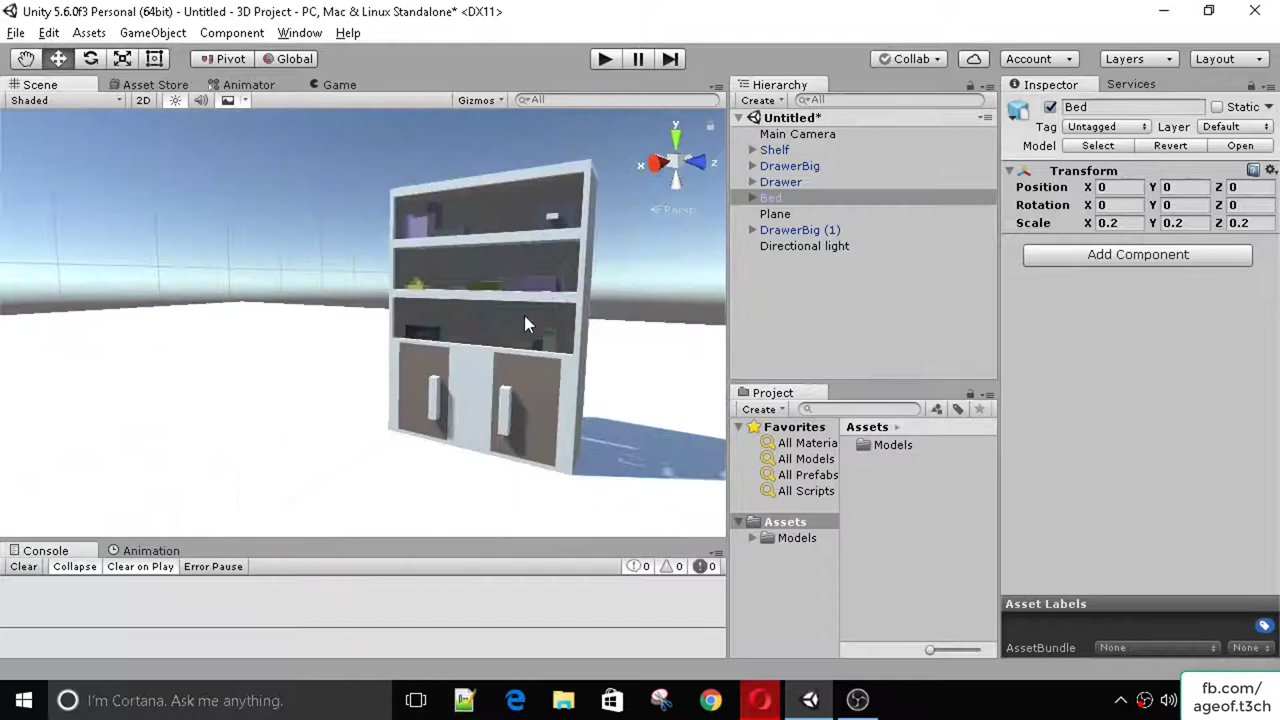 Unity 5.6.0f3 Personal (64bit) - Untitled - 3D Project - PC, Mac & Linux Standalone* <DX11>
File Edit Assets GameObject Component Window Help
Pivot Global Collab Account Layers Layout
Scene Asset Store Animator Game
Shaded 2D Gizmos All
y
x z
Persp
Hierarchy
Create All
Untitled*
Main Camera
Shelf
DrawerBig
Drawer
Bed
Plane
DrawerBig (1)
Directional light
Project
Create
Favorites
All Materia
All Models
All Prefabs
All Scripts
Assets
Models
Assets
Models
Inspector Services
Bed Static
Tag Untagged Layer Default
Model Select Revert Open
Transform
Position X 0 Y 0 Z 0
Rotation X 0 Y 0 Z 0
Scale X 0.2 Y 0.2 Z 0.2
Add Component
Asset Labels
AssetBundle None None
Console Animation
Clear Collapse Clear on Play Error Pause 0 0 0
I'm Cortana. Ask me anything.
fb.com/
ageof.t3ch